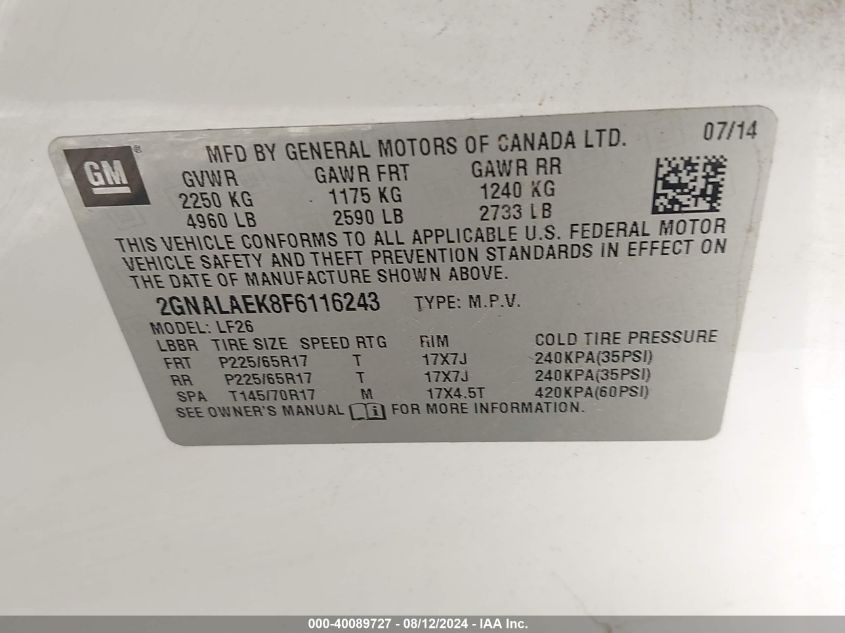 GM ®
MFD BY GENERAL MOTORS OF CANADA LTD. 07/14
GVWR GAWR FRT GAWR RR
2250 KG 1175 KG 1240 KG
4960 LB 2590 LB 2733 LB
THIS VEHICLE CONFORMS TO ALL APPLICABLE U.S. FEDERAL MOTOR
VEHICLE SAFETY AND THEFT PREVENTION STANDARDS IN EFFECT ON
THE DATE OF MANUFACTURE SHOWN ABOVE.
2GNALAEK8F6116243 TYPE: M.P.V.
MODEL: LF26
LBBR TIRE SIZE SPEED RTG RIM COLD TIRE PRESSURE
FRT P225/65R17 T 17X7J 240KPA(35PSI)
RR P225/65R17 T 17X7J 240KPA(35PSI)
SPA T145/70R17 M 17X4.5T 420KPA(60PSI)
SEE OWNER'S MANUAL FOR MORE INFORMATION.
000-40089727 - 08/12/2024 - IAA Inc.